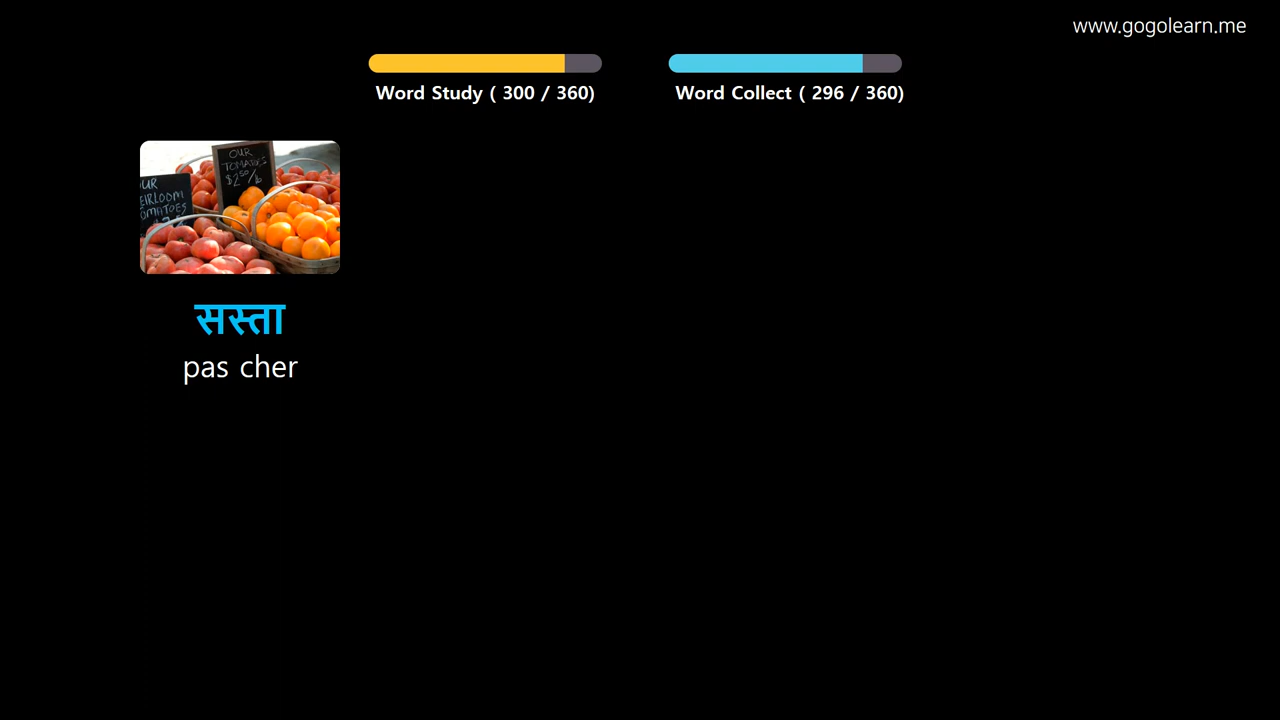 www.gogolearn.me
Word Study ( 300 / 360)
Word Collect ( 296 / 360)
OUR
TOMATOES
$2.50/lb
OUR
HEIRLOOM
TOMATOES
सस्ता
pas cher